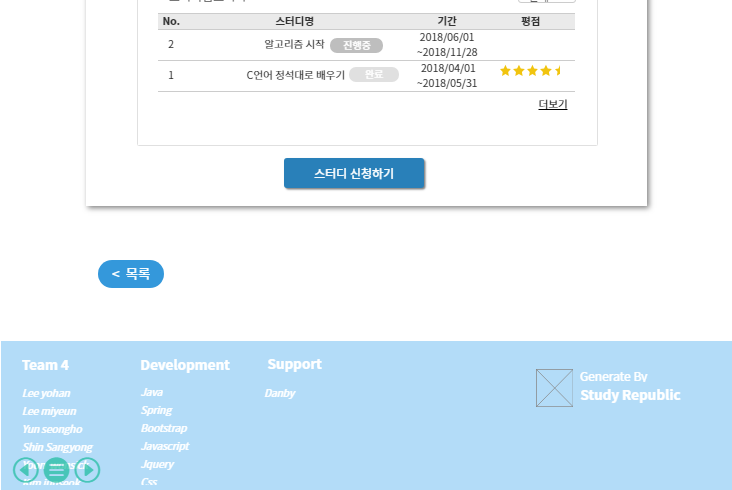 No. 스터디명 기간 평점
2 알고리즘 시작 진행중 2018/06/01
~2018/11/28
1 C언어 정석대로 배우기 완료 2018/04/01
~2018/05/31
더보기
스터디 신청하기
< 목록
Team 4 Development Support
Lee yohan Java Danby
Lee miyeun Spring
Yun seongho Bootstrap
Shin Sangyong Javascript
Jquery
Css
Generate By
Study Republic